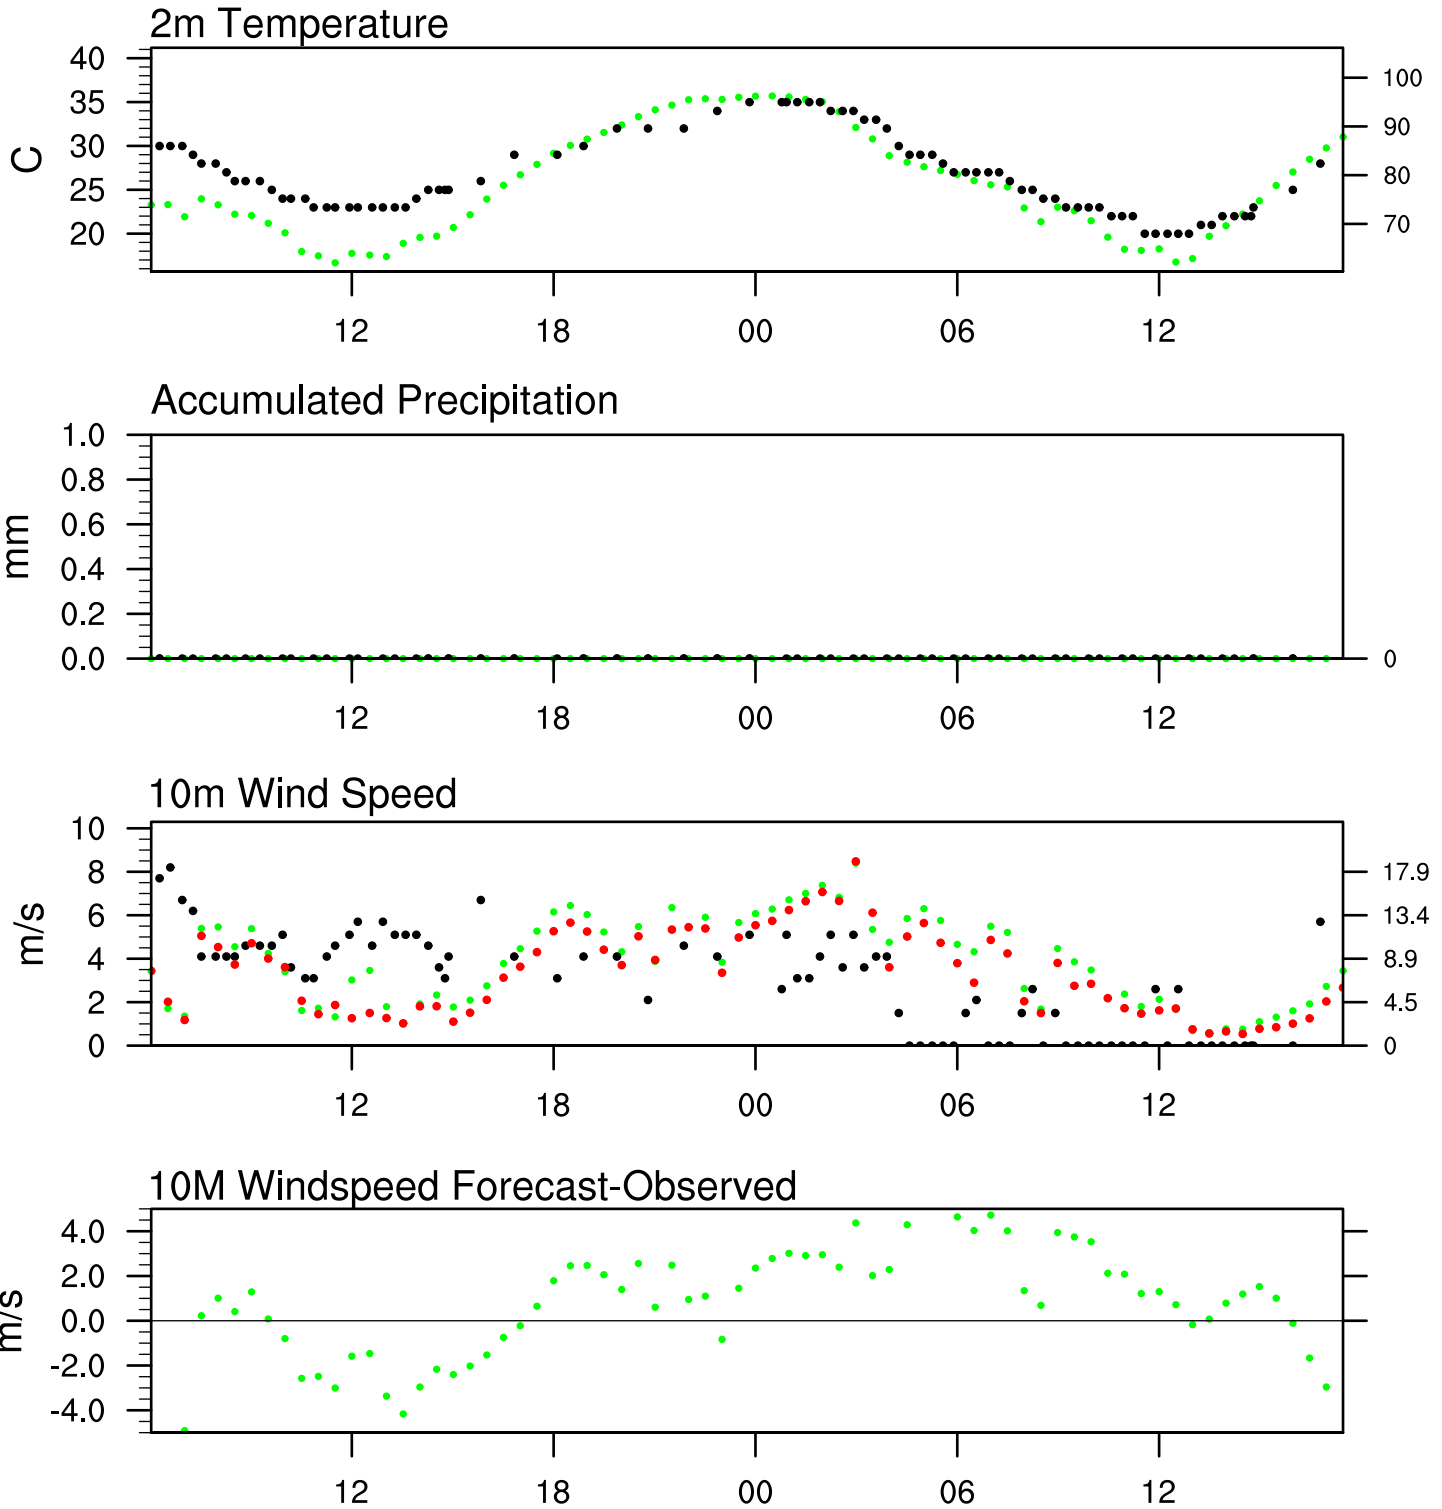 2m Temperature
40
35
30
25
20
C
100
90
80
70
12 18 00 06 12
Accumulated Precipitation
1.0
0.8
0.6
0.4
0.2
0.0
mm
0
12 18 00 06 12
10m Wind Speed
10
8
6
4
2
0
m/s
17.9
13.4
8.9
4.5
0
12 18 00 06 12
10M Windspeed Forecast-Observed
4.0
2.0
0.0
-2.0
-4.0
m/s
12 18 00 06 12